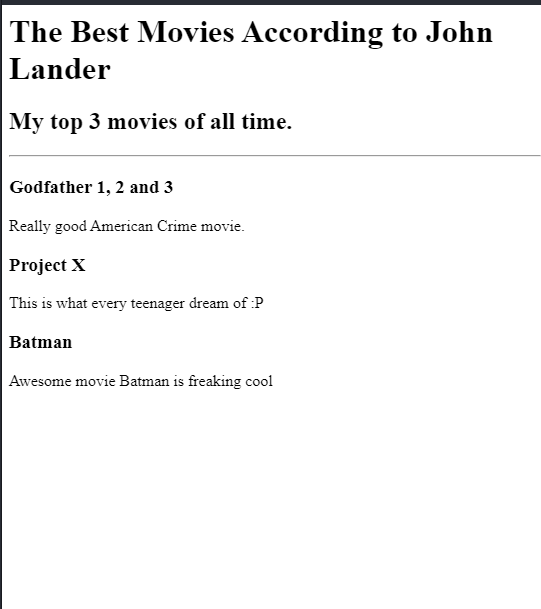 The Best Movies According to John
Lander
My top 3 movies of all time.
Godfather 1, 2 and 3
Really good American Crime movie.
Project X
This is what every teenager dream of :P
Batman
Awesome movie Batman is freaking cool